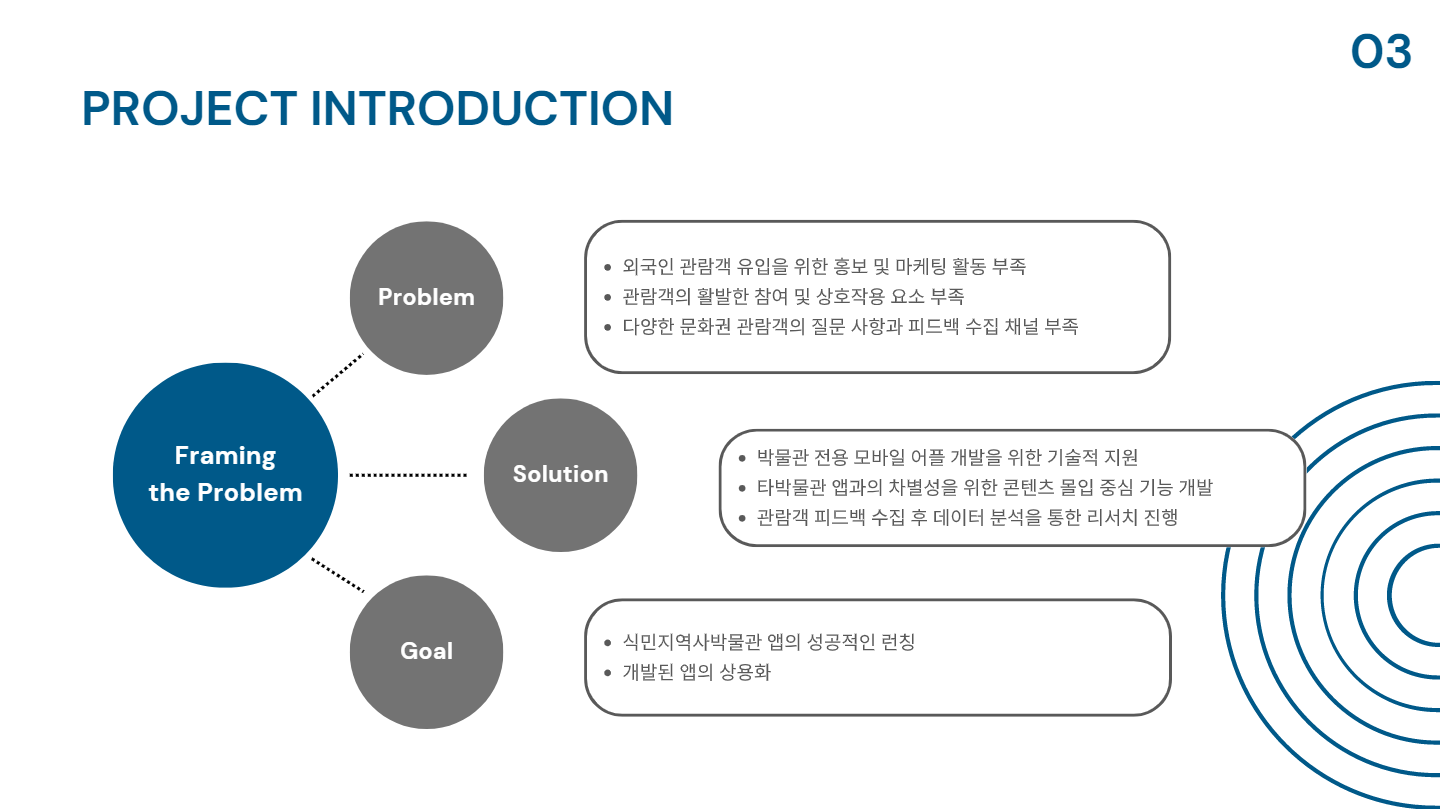 03
PROJECT INTRODUCTION
Problem
• 외국인 관람객 유입을 위한 홍보 및 마케팅 활동 부족
• 관람객의 활발한 참여 및 상호작용 요소 부족
• 다양한 문화권 관람객의 질문 사항과 피드백 수집 채널 부족
Framing
the Problem
Solution
• 박물관 전용 모바일 어플 개발을 위한 기술적 지원
• 타박물관 앱과의 차별성을 위한 콘텐츠 몰입 중심 기능 개발
• 관람객 피드백 수집 후 데이터 분석을 통한 리서치 진행
Goal
• 식민지역사박물관 앱의 성공적인 런칭
• 개발된 앱의 상용화